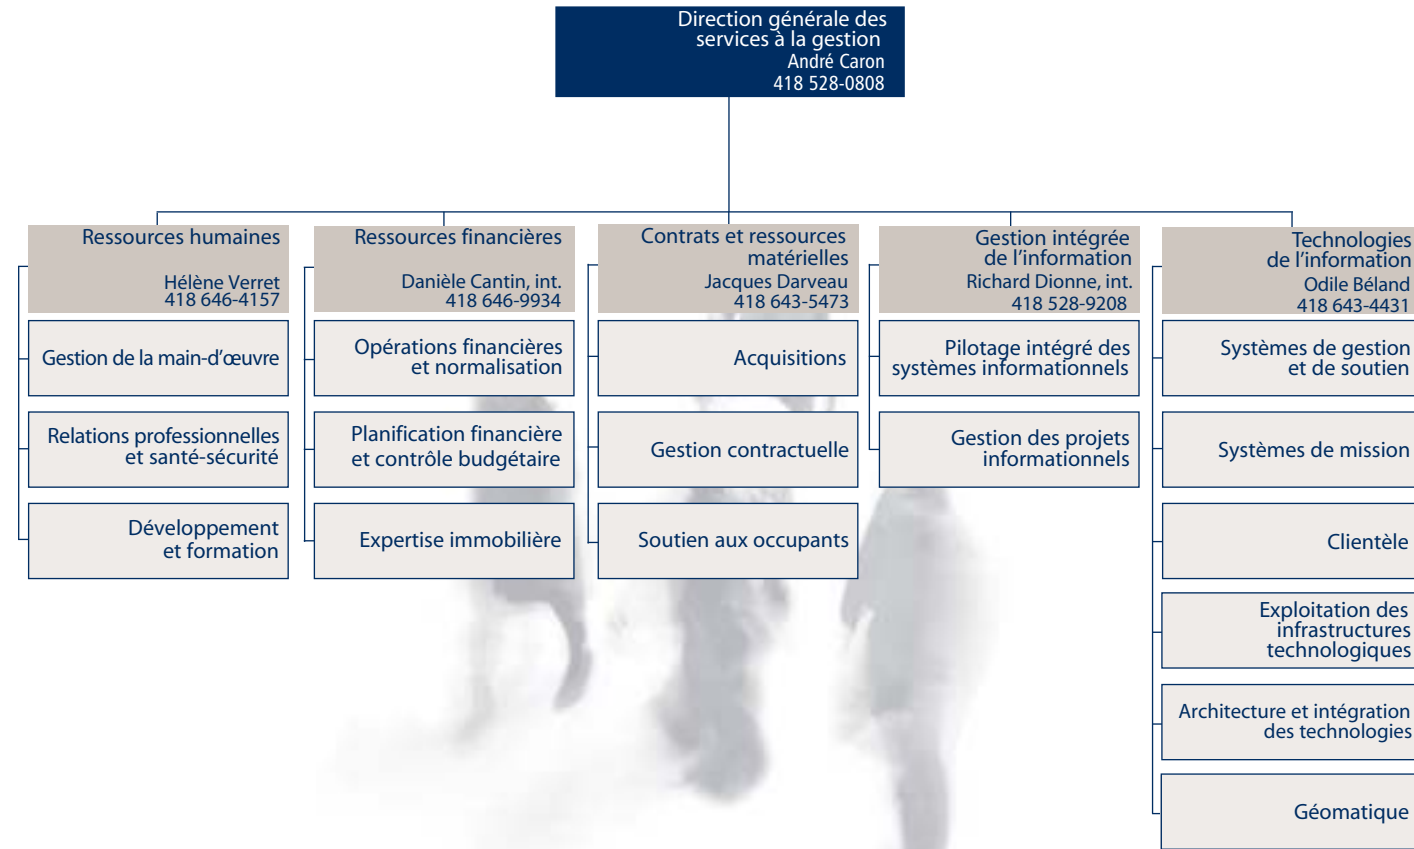 Direction générale des
services à la gestion
André Caron
418 528-0808
Ressources humaines
Hélène Verret
418 646-4157
Gestion de la main-d'œuvre
Relations professionnelles
et santé-sécurité
Développement
et formation
Ressources financières
Danièle Cantin, int.
418 646-9934
Opérations financières
et normalisation
Planification financière
et contrôle budgétaire
Expertise immobilière
Contrats et ressources
matérielles
Jacques Darveau
418 643-5473
Acquisitions
Gestion contractuelle
Soutien aux occupants
Gestion intégrée
de l'information
Richard Dionne, int.
418 528-9208
Pilotage intégré des
systèmes informationnels
Gestion des projets
informationnels
Technologies
de l'information
Odile Béland
418 643-4431
Systèmes de gestion
et de soutien
Systèmes de mission
Clientèle
Exploitation des
infrastructures
technologiques
Architecture et intégration
des technologies
Géomatique